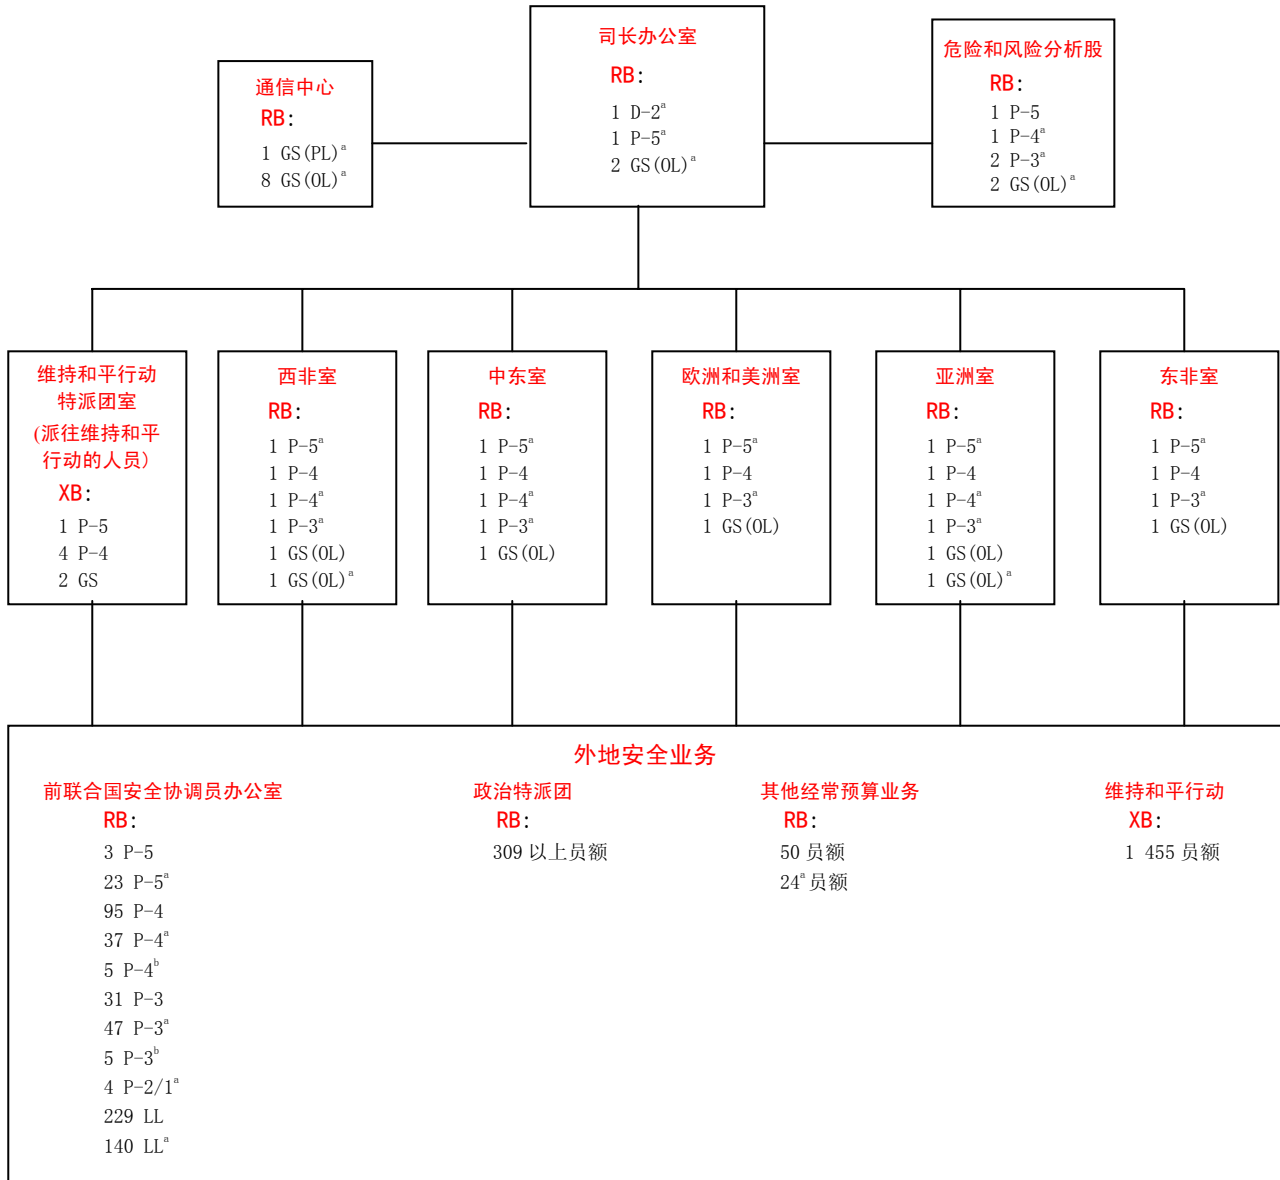 通信中心
RB:
1 GS(PL)ᵃ
8 GS(OL)ᵃ
司长办公室
RB:
1 D-2ᵃ
1 P-5ᵃ
2 GS(OL)ᵃ
危险和风险分析股
RB:
1 P-5
1 P-4ᵃ
2 P-3ᵃ
2 GS(OL)ᵃ
维持和平行动
特派团室
(派往维持和平
行动的人员)
XB:
1 P-5
4 P-4
2 GS
西非室
RB:
1 P-5ᵃ
1 P-4
1 P-4ᵃ
1 P-3ᵃ
1 GS(OL)
1 GS(OL)ᵃ
中东室
RB:
1 P-5ᵃ
1 P-4
1 P-4ᵃ
1 P-3ᵃ
1 GS(OL)
欧洲和美洲室
RB:
1 P-5ᵃ
1 P-4
1 P-3ᵃ
1 GS(OL)
亚洲室
RB:
1 P-5ᵃ
1 P-4
1 P-4ᵃ
1 P-3ᵃ
1 GS(OL)
1 GS(OL)ᵃ
东非室
RB:
1 P-5ᵃ
1 P-4
1 P-3ᵃ
1 GS(OL)
外地安全业务
前联合国安全协调员办公室
RB:
3 P-5
23 P-5ᵃ
95 P-4
37 P-4ᵃ
5 P-4ᵇ
31 P-3
47 P-3ᵃ
5 P-3ᵇ
4 P-2/1ᵃ
229 LL
140 LLᵃ
政治特派团
RB:
309 以上员额
其他经常预算业务
RB:
50 员额
24ᵃ 员额
维持和平行动
XB:
1 455 员额